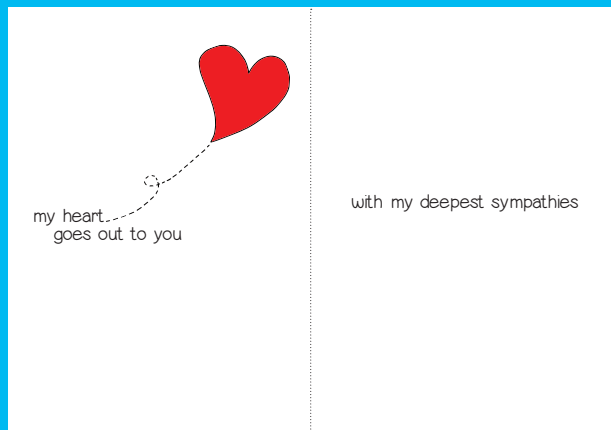 my heart
goes out to you
with my deepest sympathies